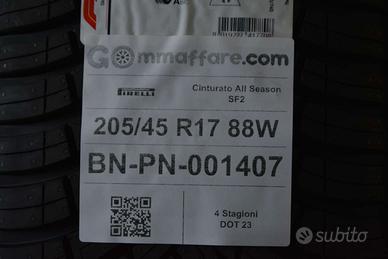 GOmmaffare.com
PIRELLI
Cinturato All Season
SF2
205/45 R17 88W
BN-PN-001407
4 Stagioni
DOT 23
subito